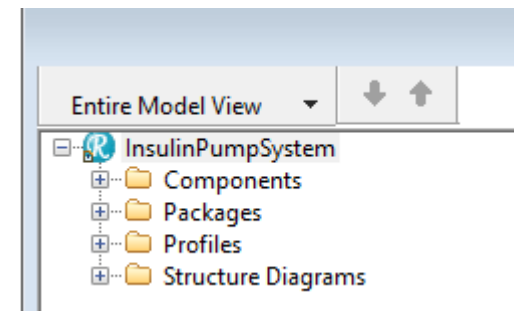 Entire Model View
InsulinPumpSystem
Components
Packages
Profiles
Structure Diagrams